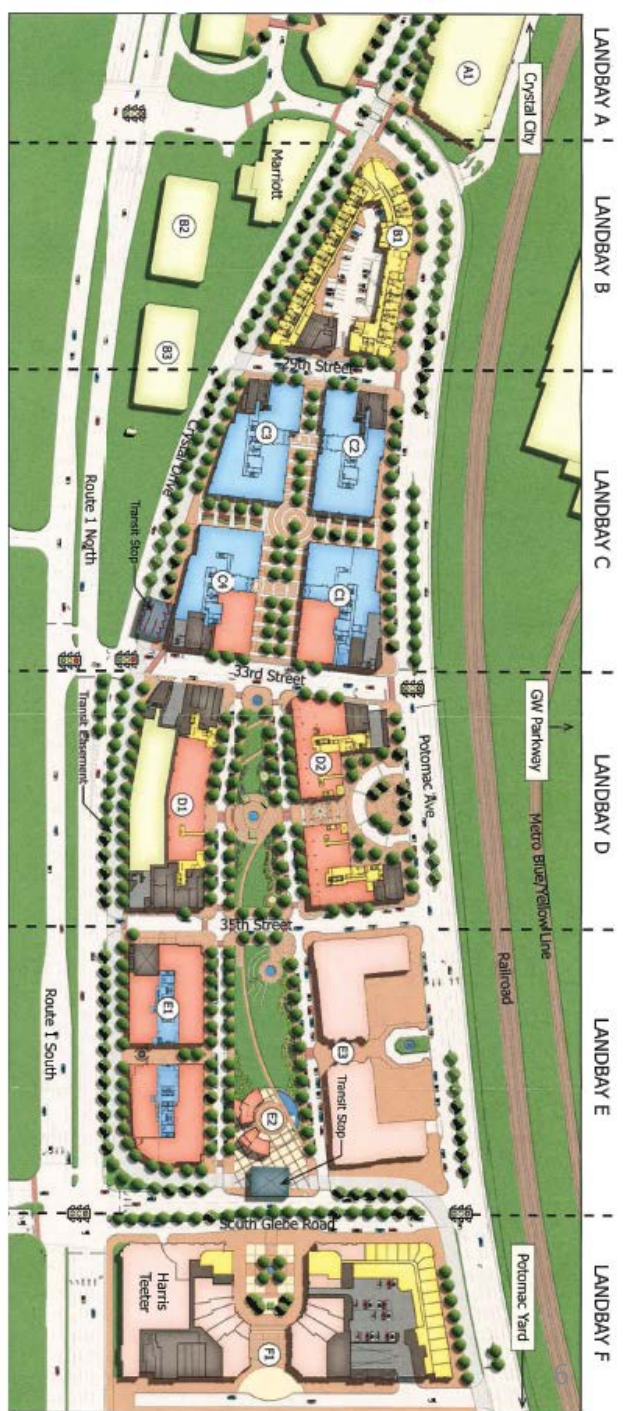 LANDBAY A
LANDBAY B
LANDBAY C
LANDBAY D
LANDBAY E
LANDBAY F
Crystal City
A1
Marriott
B1
B2
B3
29th Street
Crystal Drive
Route 1 North
C3
C2
C4
C1
Transit Stop
33rd Street
Potomac Ave
GW Parkway
Metro Blue/Yellow Line
Railroad
Transit Easement
D1
D2
35th Street
Route 1 South
E1
E3
E2
Transit Stop
South Glebe Road
Potomac Yard
Harris
Teeter
F1
6